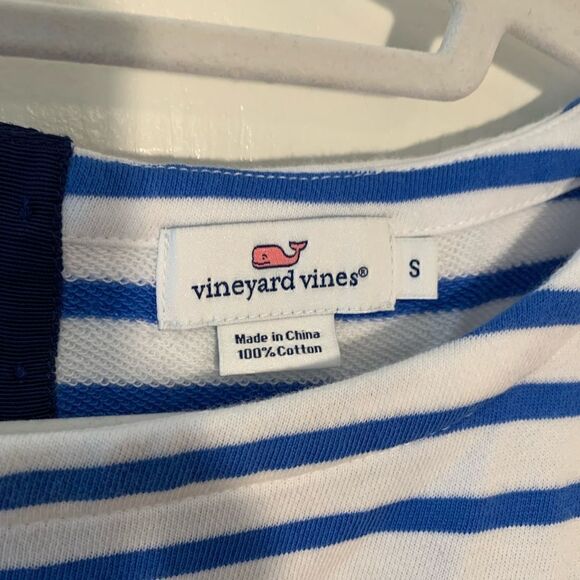 vineyard vines®
S
Made in China
100% Cotton